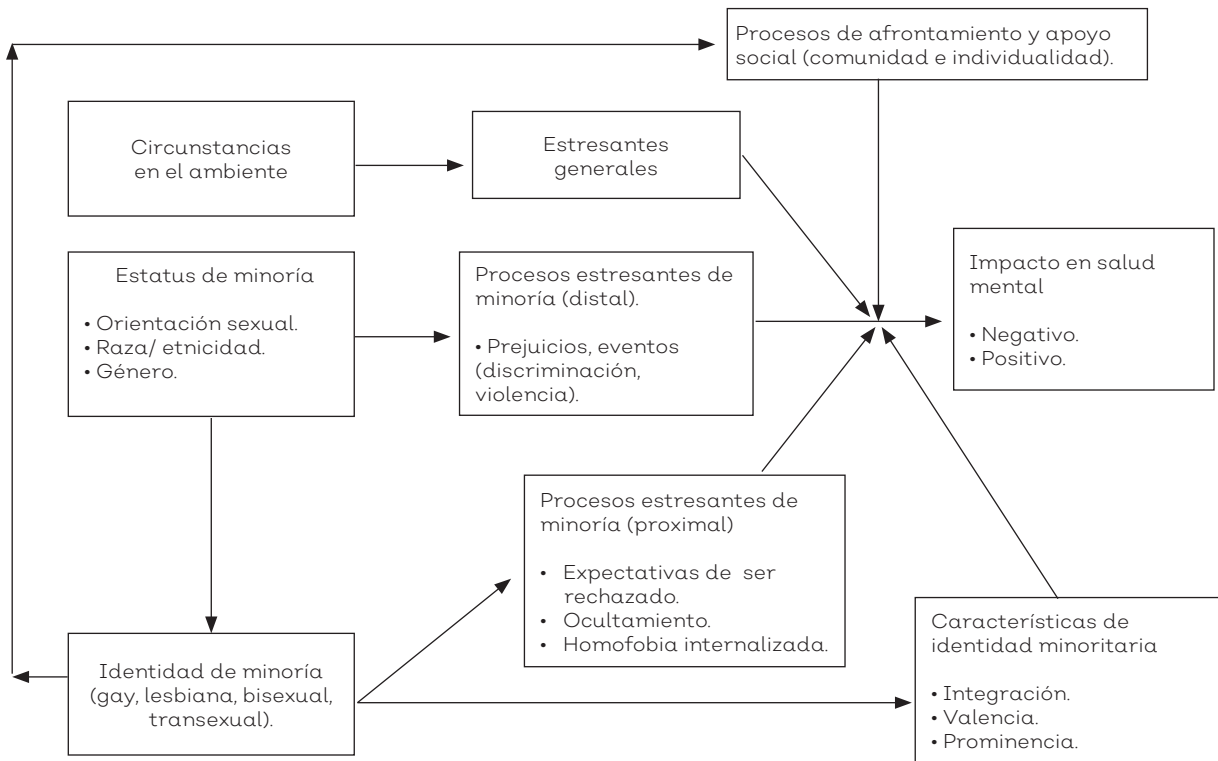 Procesos de afrontamiento y apoyo
social (comunidad e individualidad).
Circunstancias
en el ambiente
Estresantes
generales
Estatus de minoría
• Orientación sexual.
• Raza/ etnicidad.
• Género.
Procesos estresantes de
minoría (distal).
• Prejuicios, eventos
(discriminación,
violencia).
Impacto en salud
mental
• Negativo.
• Positivo.
Procesos estresantes de
minoría (proximal)
• Expectativas de ser
rechazado.
• Ocultamiento.
• Homofobia internalizada.
Identidad de minoría
(gay, lesbiana, bisexual,
transexual).
Características de
identidad minoritaria
• Integración.
• Valencia.
• Prominencia.